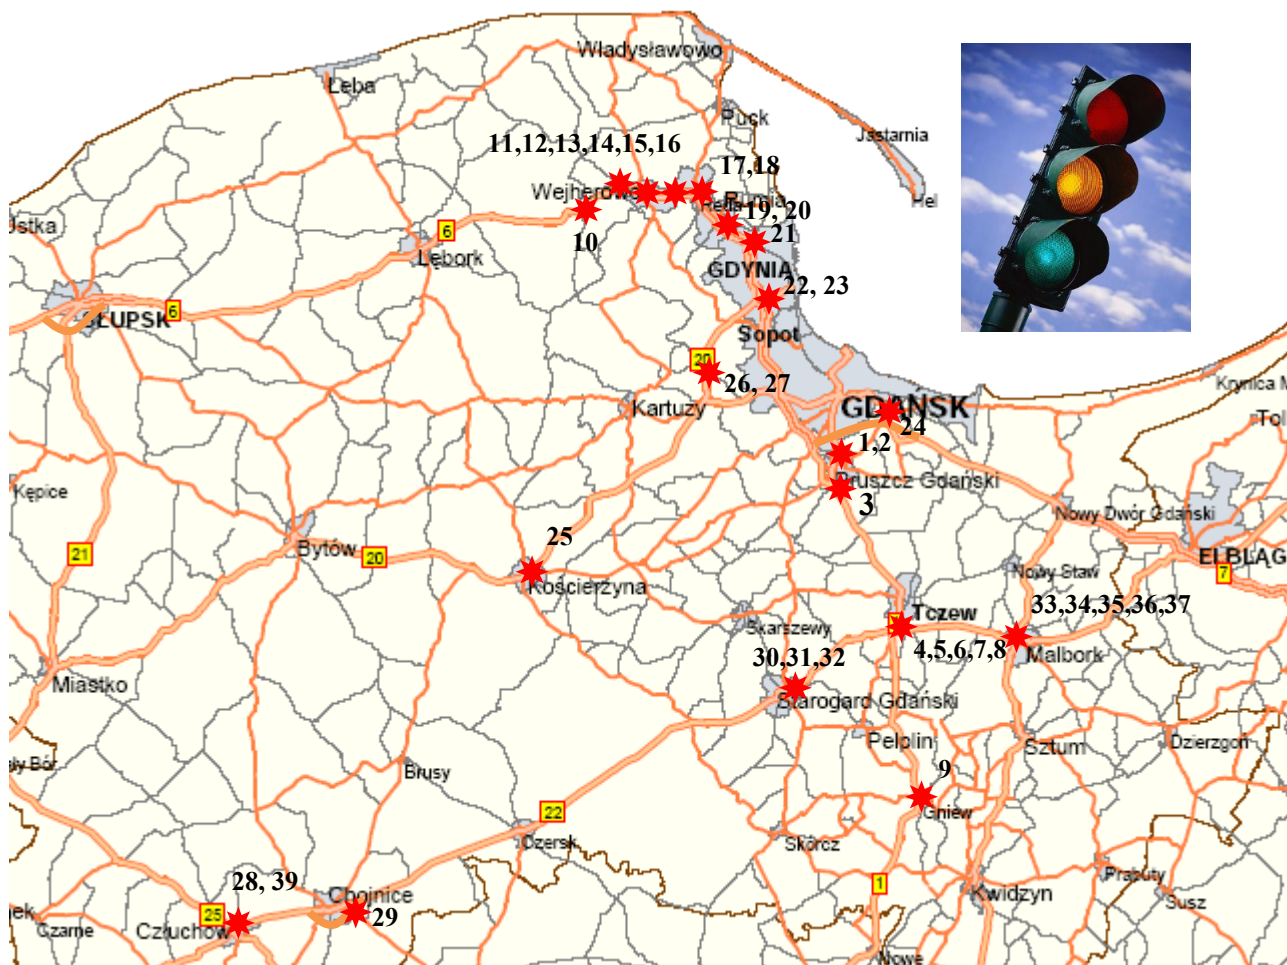 Władysławowo
Łeba
Puck
Jastarnia
11,12,13,14,15,16
17,18
Wejherowo
Reda
Hel
19, 20
Ustka
10
6
21
Lębork
GDYNIA
22, 23
6
SŁUPSK
Sopot
20
26, 27
Krynica M
Kartuzy
GDAŃSK
24
Tol
1,2
Pruszcz Gdański
Kępice
3
Nowy Dwór Gdański
25
Bytów
21
20
ELBLĄG
7
Kościerzyna
Nowy Staw
33,34,35,36,37
Tczew
Skarszewy
4,5,6,7,8
30,31,32
Malbork
Miastko
Starogard Gdański
Pelplin
Sztum
Dzierzgoń
ały Bór
Brusy
9
22
Gniew
Czersk
Skórcz
28, 39
Chojnice
1
Prabuty
Kwidzyn
Susz
25
29
Człuchów
Czarne
Nowe